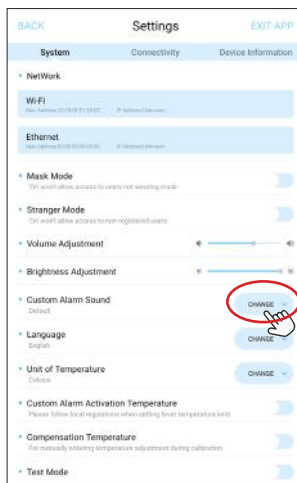 BACK Settings EXIT APP
System Connectivity Device Information
NetWork
Wi-Fi
Ethernet
Mask Mode
'On' won't allow access to users not wearing mask
Stranger Mode
'On' won't allow access to non-registered users
Volume Adjustment
Brightness Adjustment
Custom Alarm Sound
Default
CHANGE
Language
English
CHANGE
Unit of Temperature
Celsius
CHANGE
Custom Alarm Activation Temperature
Please follow local regulations when setting fever temperature limit
Compensation Temperature
For manually entering temperature adjustment during calibration
Test Mode